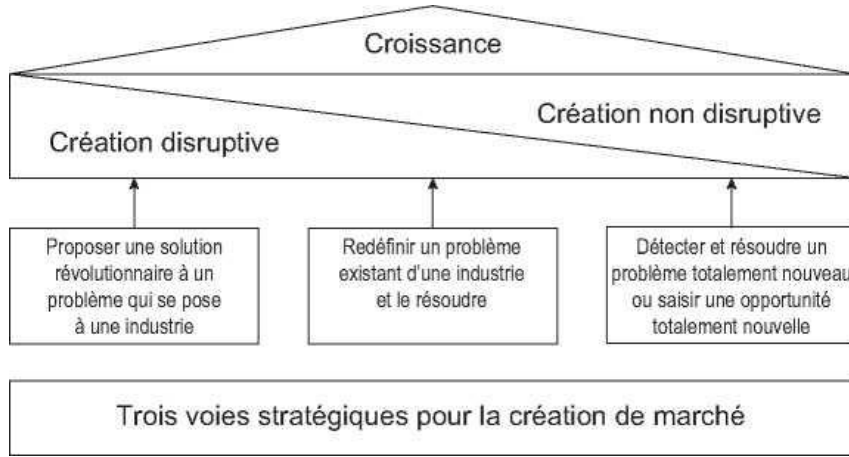 Croissance
Création non disruptive
Création disruptive
Proposer une solution
révolutionnaire à un
problème qui se pose
à une industrie
Redéfinir un problème
existant d'une industrie
et le résoudre
Détecter et résoudre un
problème totalement nouveau
ou saisir une opportunité
totalement nouvelle
Trois voies stratégiques pour la création de marché